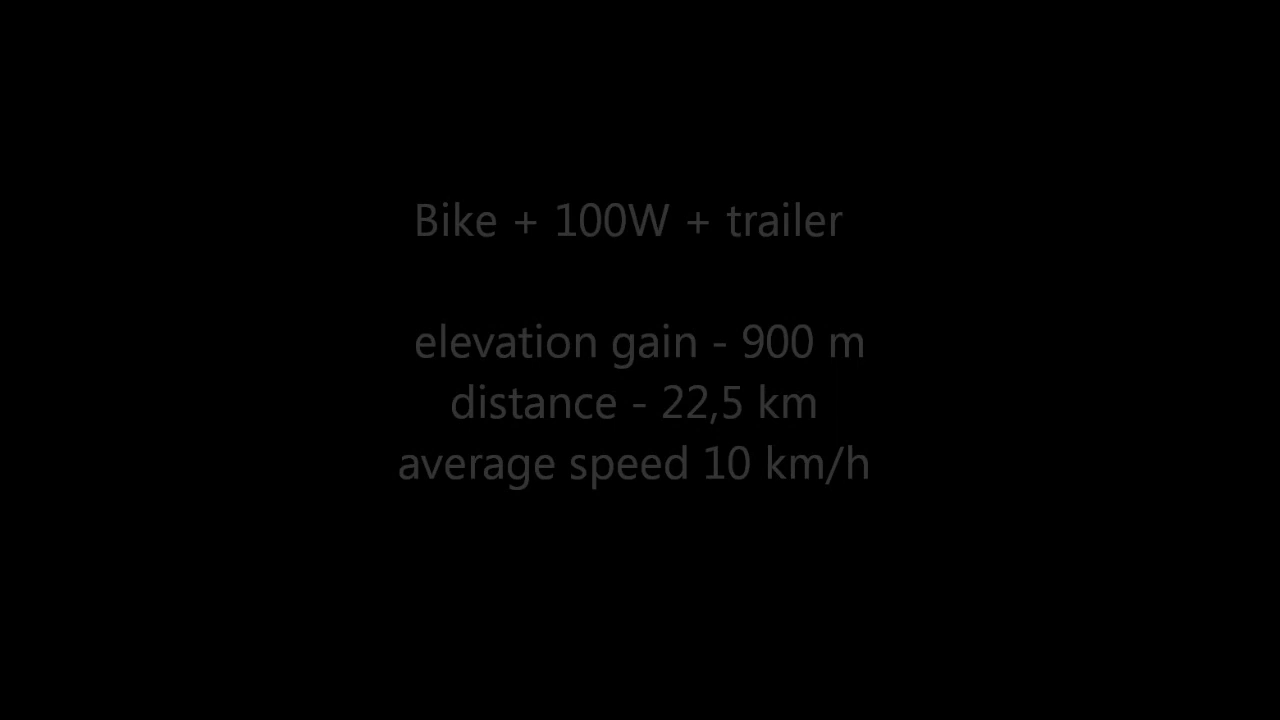 Bike + 100W + trailer
elevation gain - 900 m
distance - 22,5 km
average speed 10 km/h